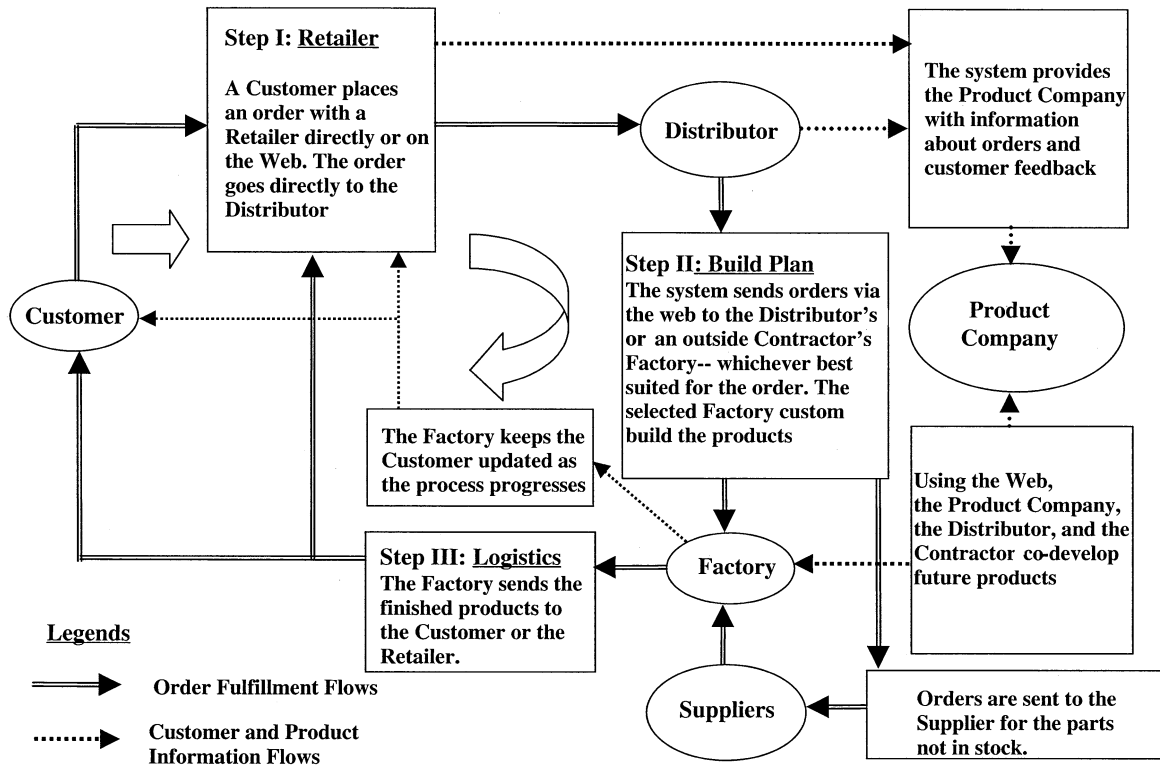 Step I: Retailer
A Customer places
an order with a
Retailer directly or on
the Web. The order
goes directly to the
Distributor
Distributor
The system provides
the Product Company
with information
about orders and
customer feedback
Customer
Step II: Build Plan
The system sends orders via
the web to the Distributor's
or an outside Contractor's
Factory-- whichever best
suited for the order. The
selected Factory custom
build the products
Product
Company
The Factory keeps the
Customer updated as
the process progresses
Using the Web,
the Product Company,
the Distributor, and the
Contractor co-develop
future products
Step III: Logistics
The Factory sends the
finished products to
the Customer or the
Retailer.
Factory
Suppliers
Orders are sent to the
Supplier for the parts
not in stock.
Legends
Order Fulfillment Flows
Customer and Product
Information Flows